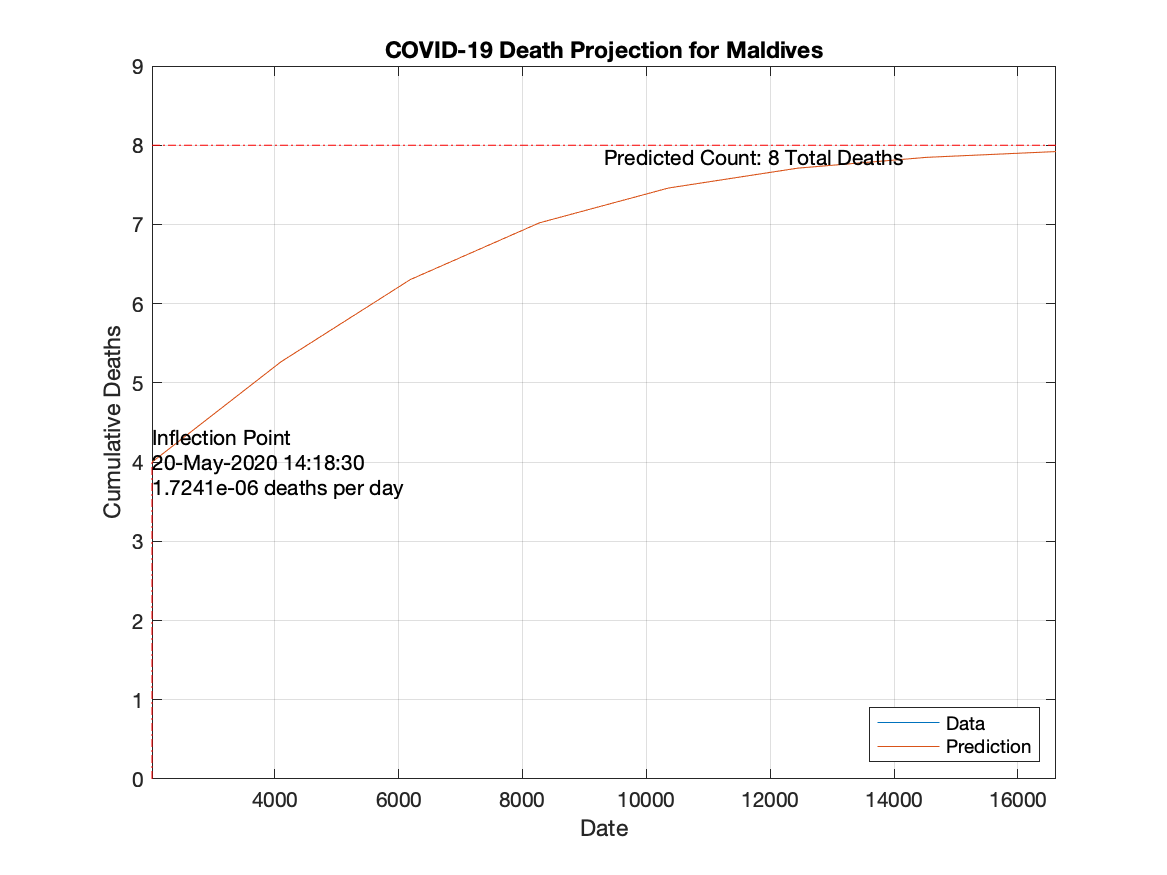 COVID-19 Death Projection for Maldives
9
8
7
6
5
4
3
2
1
0
Cumulative Deaths
Predicted Count: 8 Total Deaths
Inflection Point
20-May-2020 14:18:30
1.7241e-06 deaths per day
Data
Prediction
4000 6000 8000 10000 12000 14000 16000
Date